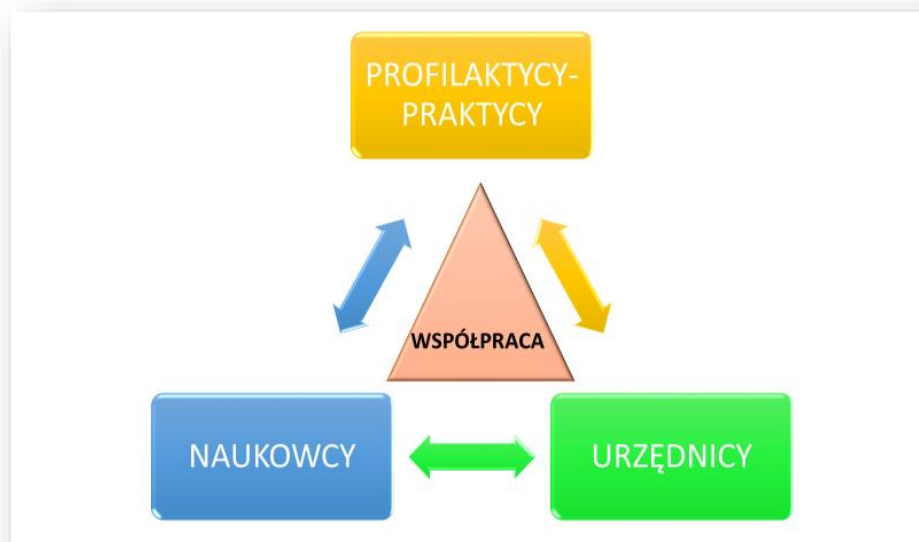 PROFILAKTYCY-
PRAKTYCY
WSPÓŁPRACA
NAUKOWCY
URZĘDNICY